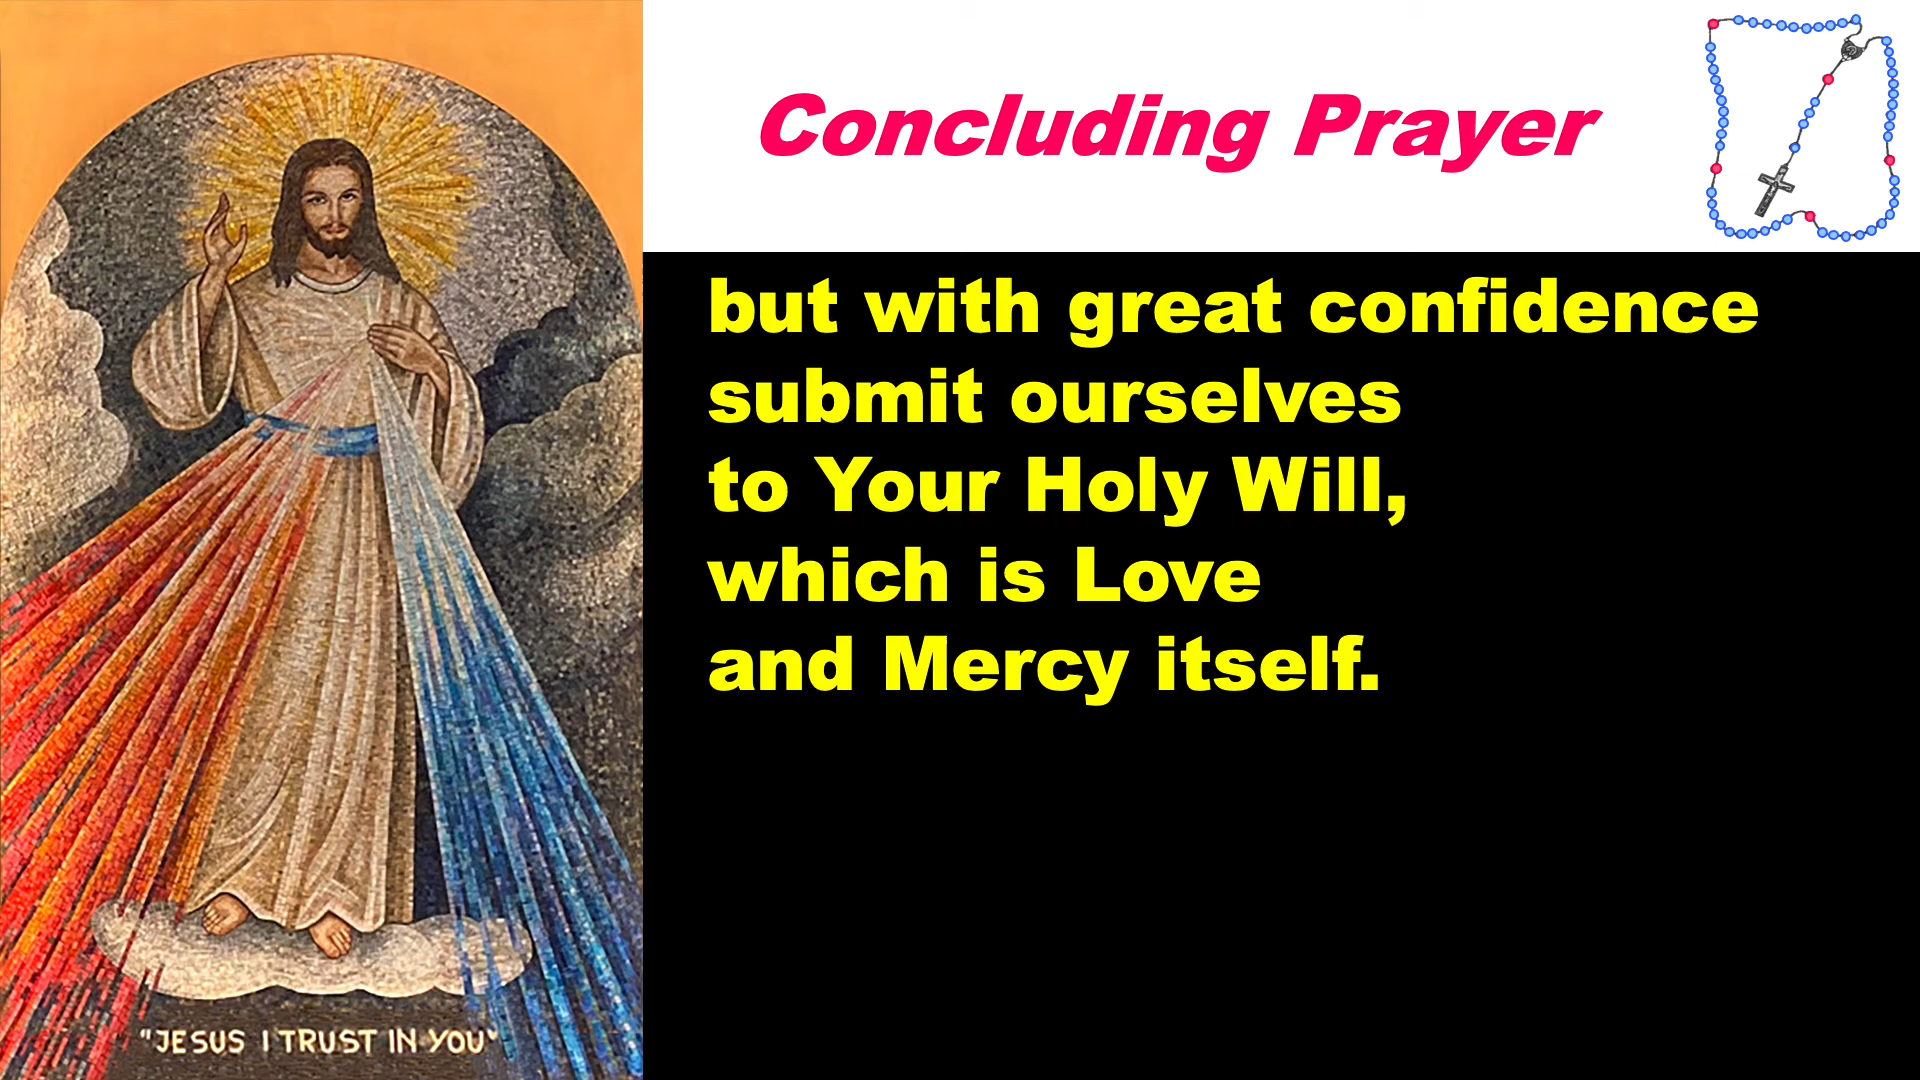 Concluding Prayer
but with great confidence
submit ourselves
to Your Holy Will,
which is Love
and Mercy itself.
"JESUS I TRUST IN YOU"